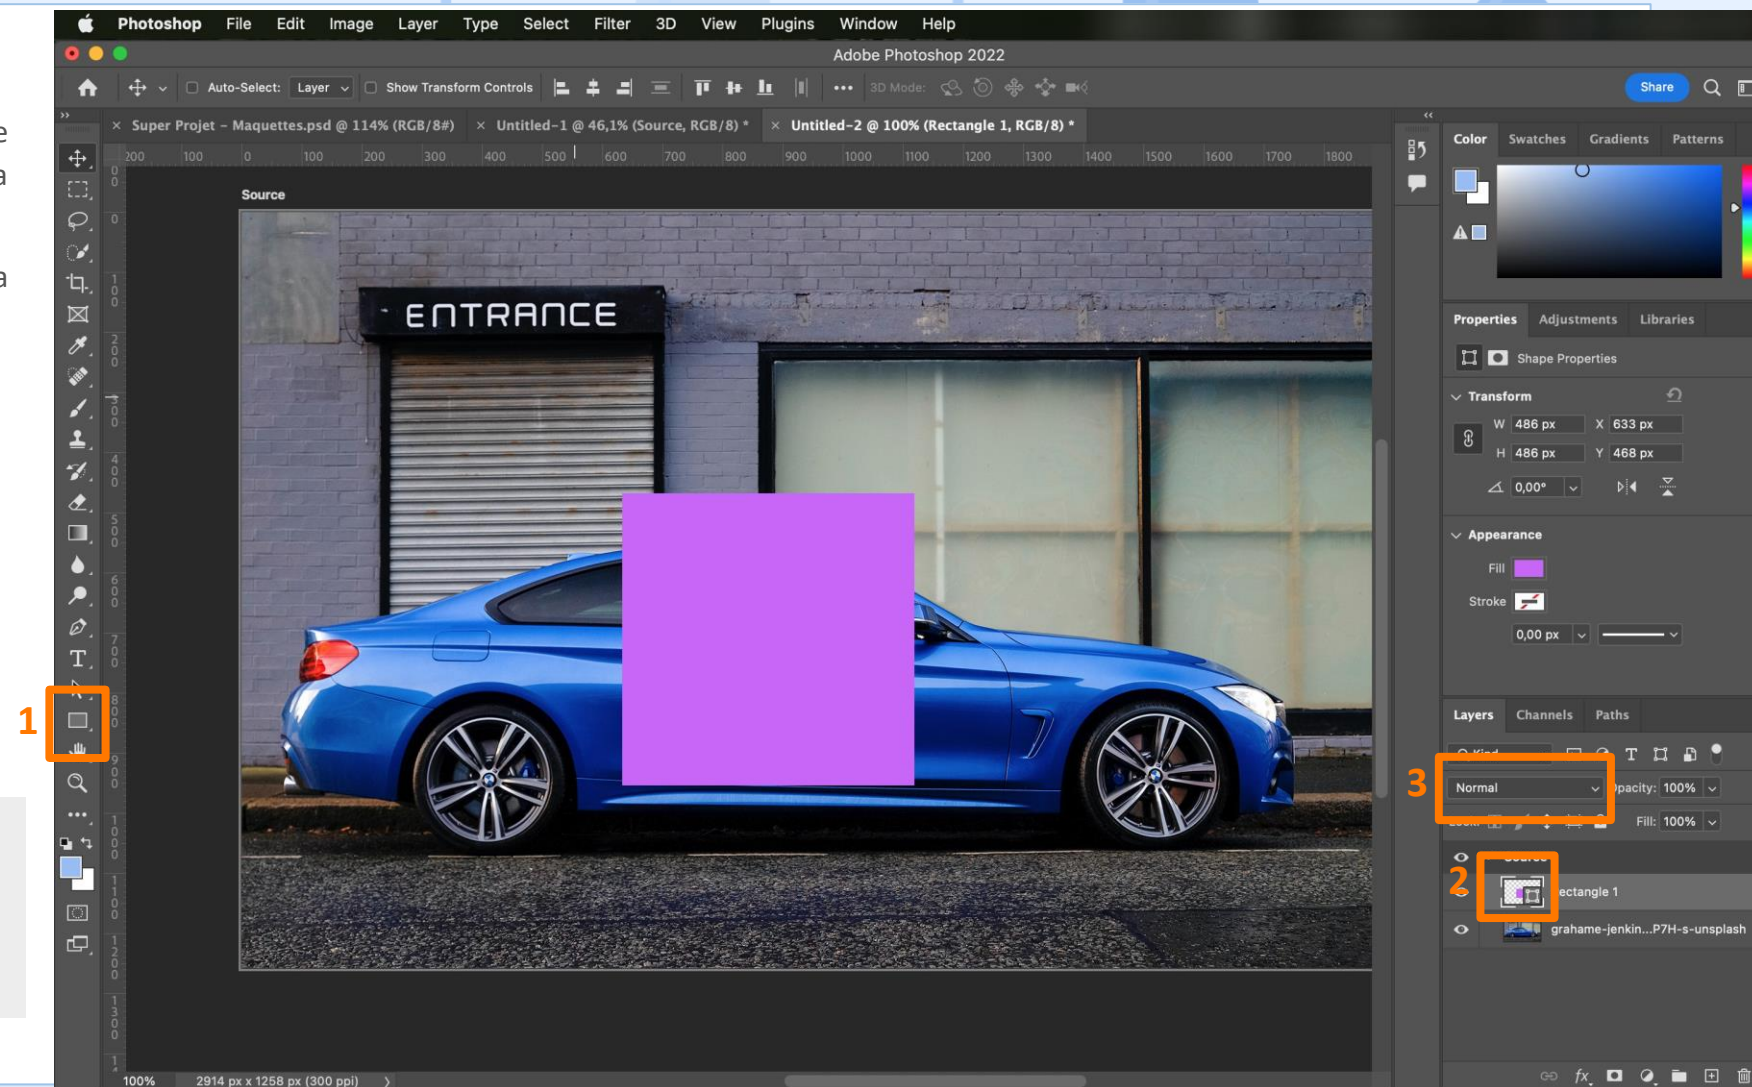 Photoshop File Edit Image Layer Type Select Filter 3D View Plugins Window Help
Adobe Photoshop 2022
Auto-Select: Layer Show Transform Controls 3D Mode: Share
× Super Projet – Maquettes.psd @ 114% (RGB/8#) × Untitled-1 @ 46,1% (Source, RGB/8) * × Untitled-2 @ 100% (Rectangle 1, RGB/8) *
200 100 0 100 200 300 400 500 600 700 800 900 1000 1100 1200 1300 1400 1500 1600 1700 1800
e
a
a
Source
ENTRANCE
Color Swatches Gradients Patterns
Properties Adjustments Libraries
Shape Properties
Transform
W 486 px X 633 px
H 486 px Y 468 px
0,00°
Appearance
Fill
Stroke
0,00 px
1
Layers Channels Paths
3
Normal Opacity: 100%
Fill: 100%
2
Rectangle 1
grahame-jenkin...P7H-s-unsplash
100% 2914 px x 1258 px (300 ppi)
fx